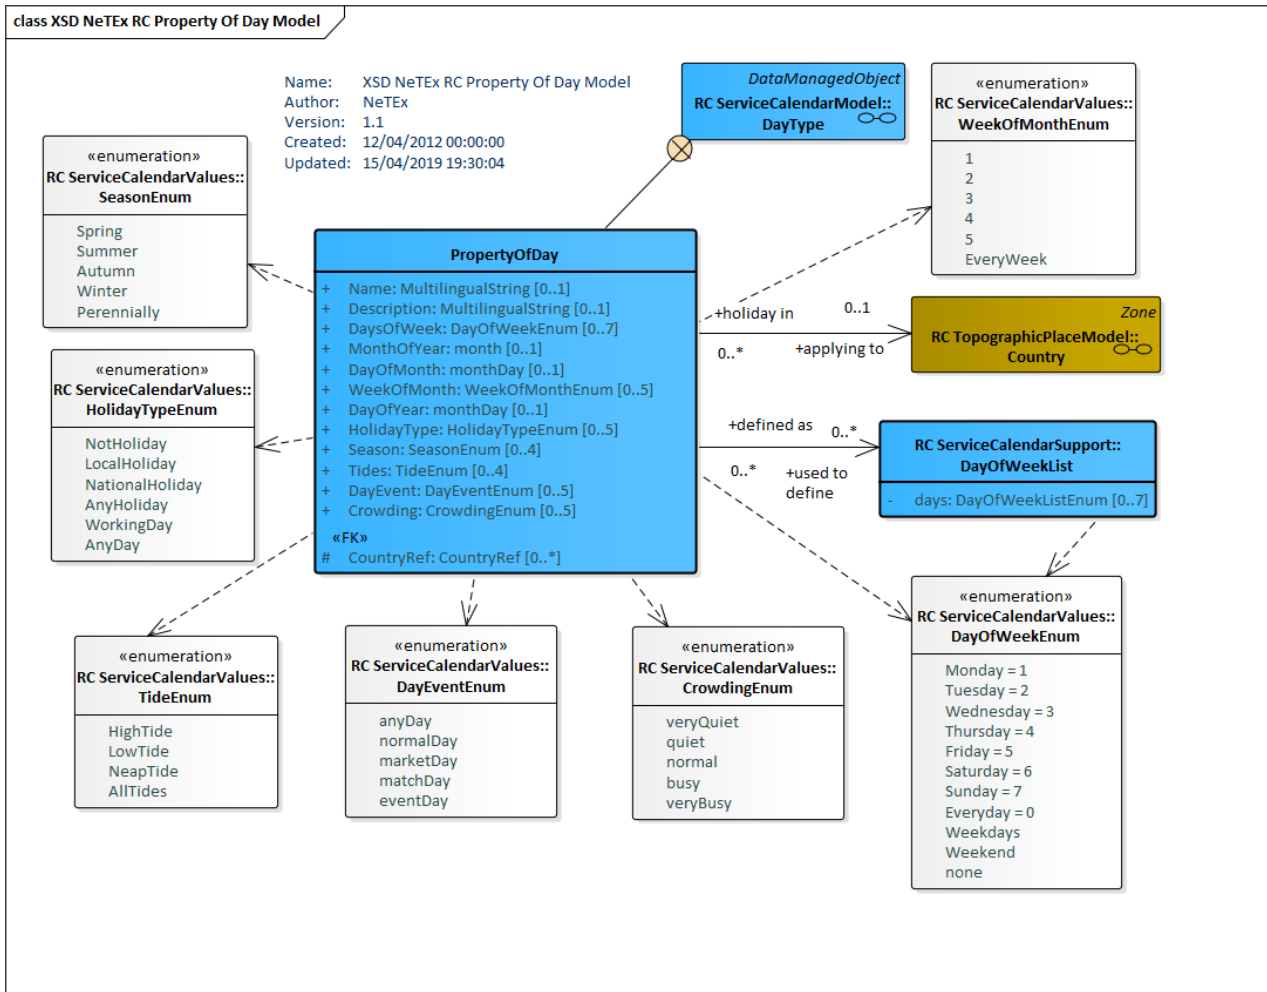 class XSD NeTEx RC Property Of Day Model
Name: XSD NeTEx RC Property Of Day Model
Author: NeTEx
Version: 1.1
Created: 12/04/2012 00:00:00
Updated: 15/04/2019 19:30:04
DataManagedObject
RC ServiceCalendarModel::
DayType
«enumeration»
RC ServiceCalendarValues::
WeekOfMonthEnum
1
2
3
4
5
EveryWeek
«enumeration»
RC ServiceCalendarValues::
SeasonEnum
Spring
Summer
Autumn
Winter
Perennially
PropertyOfDay
+ Name: MultilingualString [0..1]
+ Description: MultilingualString [0..1]
+ DaysOfWeek: DayOfWeekEnum [0..7]
+ MonthOfYear: month [0..1]
+ DayOfMonth: monthDay [0..1]
+ WeekOfMonth: WeekOfMonthEnum [0..5]
+ DayOfYear: monthDay [0..1]
+ HolidayType: HolidayTypeEnum [0..5]
+ Season: SeasonEnum [0..4]
+ Tides: TideEnum [0..4]
+ DayEvent: DayEventEnum [0..5]
+ Crowding: CrowdingEnum [0..5]
«FK»
# CountryRef: CountryRef [0..*]
+holiday in 0..1
0..* +applying to
Zone
RC TopographicPlaceModel::
Country
«enumeration»
RC ServiceCalendarValues::
HolidayTypeEnum
NotHoliday
LocalHoliday
NationalHoliday
AnyHoliday
WorkingDay
AnyDay
+defined as 0..*
0..* +used to
define
RC ServiceCalendarSupport::
DayOfWeekList
- days: DayOfWeekListEnum [0..7]
«enumeration»
RC ServiceCalendarValues::
TideEnum
HighTide
LowTide
NeapTide
AllTides
«enumeration»
RC ServiceCalendarValues::
DayEventEnum
anyDay
normalDay
marketDay
matchDay
eventDay
«enumeration»
RC ServiceCalendarValues::
CrowdingEnum
veryQuiet
quiet
normal
busy
veryBusy
«enumeration»
RC ServiceCalendarValues::
DayOfWeekEnum
Monday = 1
Tuesday = 2
Wednesday = 3
Thursday = 4
Friday = 5
Saturday = 6
Sunday = 7
Everyday = 0
Weekdays
Weekend
none